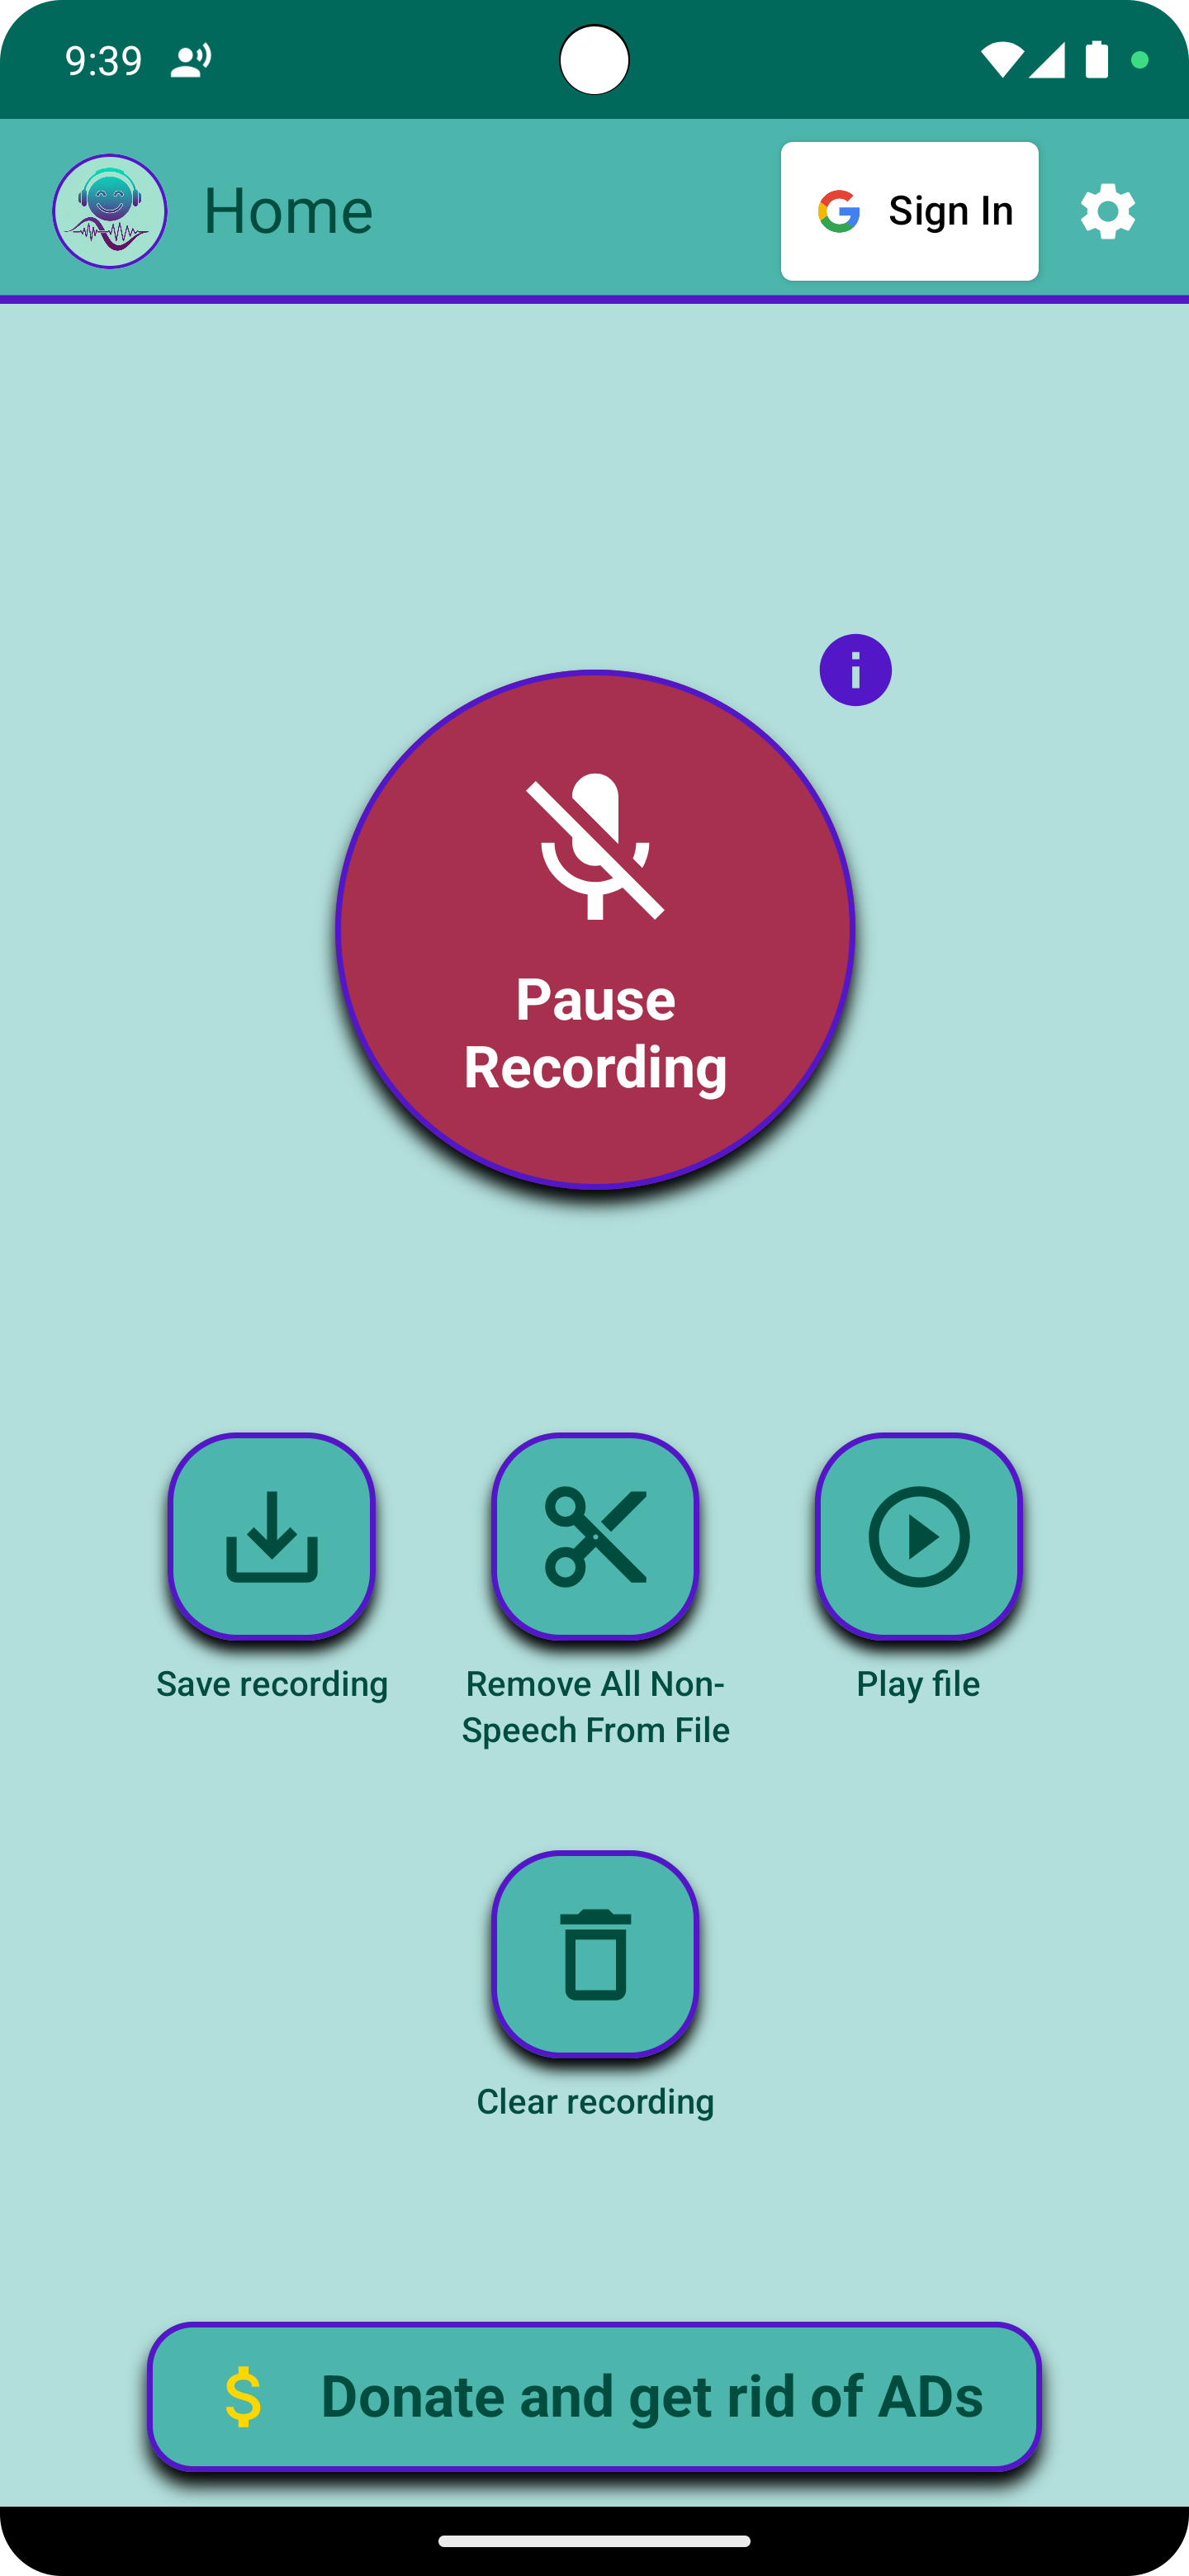 9:39
Home
Sign In
Pause
Recording
Save recording
Remove All Non-
Speech From File
Play file
Clear recording
$ Donate and get rid of ADs